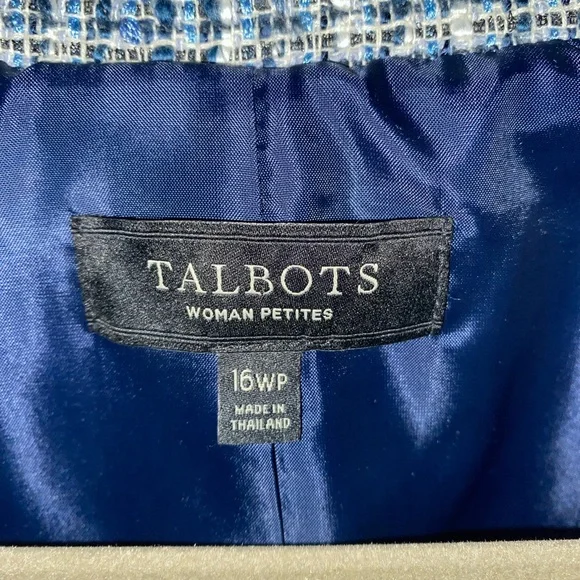 TALBOTS
WOMAN PETITES
16WP
MADE IN
THAILAND